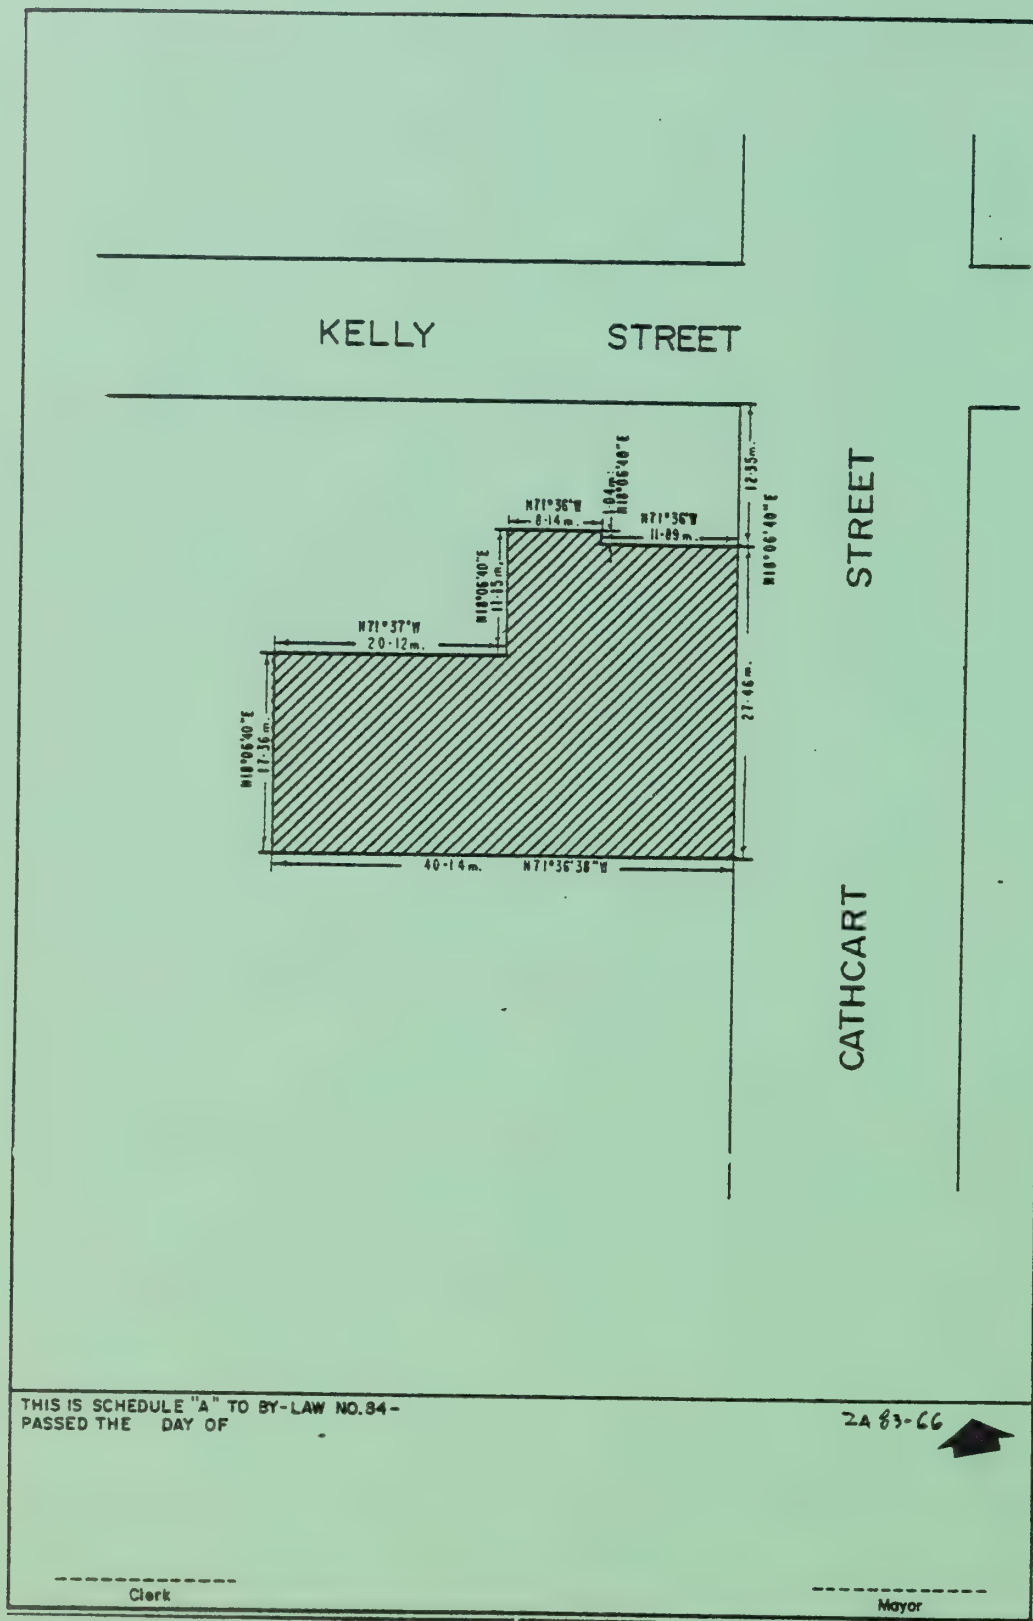 KELLY STREET
12·35m.
N18°06'40"E
1·04m.
N18°06'40"E
N71°36'W
8·14m.
N71°36'W
11·89m.
N18°06'40"E
N71°37'W
20·12m.
27·46m.
N18°06'40"E
17·36m.
40·14m. N71°36'38"W
CATHCART STREET
THIS IS SCHEDULE "A" TO BY-LAW NO.84-
PASSED THE DAY OF
ZA 83-66
Clerk
Mayor